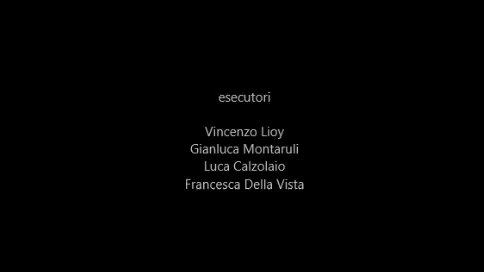 esecutori
Vincenzo Lioy
Gianluca Montaruli
Luca Calzolaio
Francesca Della Vista